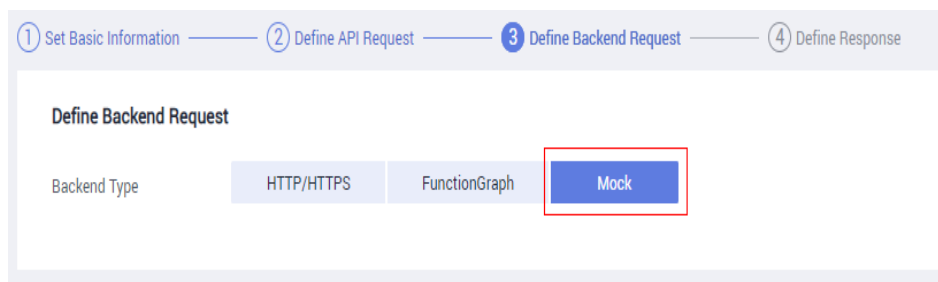 1 Set Basic Information 2 Define API Request 3 Define Backend Request 4 Define Response
Define Backend Request
Backend Type HTTP/HTTPS FunctionGraph Mock